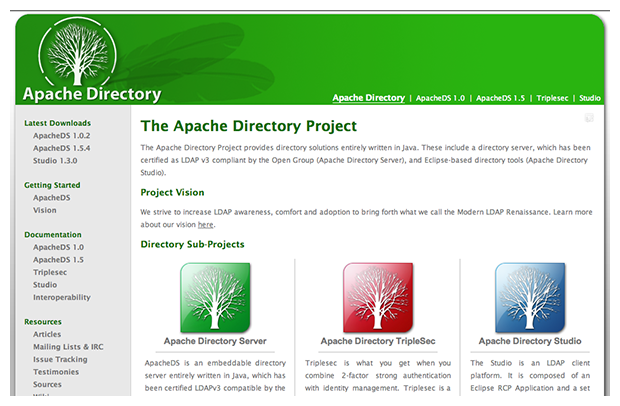 Apache Directory
Apache Directory | ApacheDS 1.0 | ApacheDS 1.5 | Triplesec | Studio
Latest Downloads
ApacheDS 1.0.2
ApacheDS 1.5.4
Studio 1.3.0
Getting Started
ApacheDS
Vision
Documentation
ApacheDS 1.0
ApacheDS 1.5
Triplesec
Studio
Interoperability
Resources
Articles
Mailing Lists & IRC
Issue Tracking
Testimonies
Sources
The Apache Directory Project
The Apache Directory Project provides directory solutions entirely written in Java. These include a directory server, which has been
certified as LDAP v3 compliant by the Open Group (Apache Directory Server), and Eclipse-based directory tools (Apache Directory
Studio).
Project Vision
We strive to increase LDAP awareness, comfort and adoption to bring forth what we call the Modern LDAP Renaissance. Learn more
about our vision here.
Directory Sub-Projects
Apache Directory Server
ApacheDS is an embeddable directory
server entirely written in Java, which has
been certified LDAPv3 compatible by the
Apache Directory TripleSec
Triplesec is what you get when you
combine 2-factor strong authentication
with identity management. Triplesec is a
Apache Directory Studio
The Studio is an LDAP client
platform. It is composed of an
Eclipse RCP Application and a set